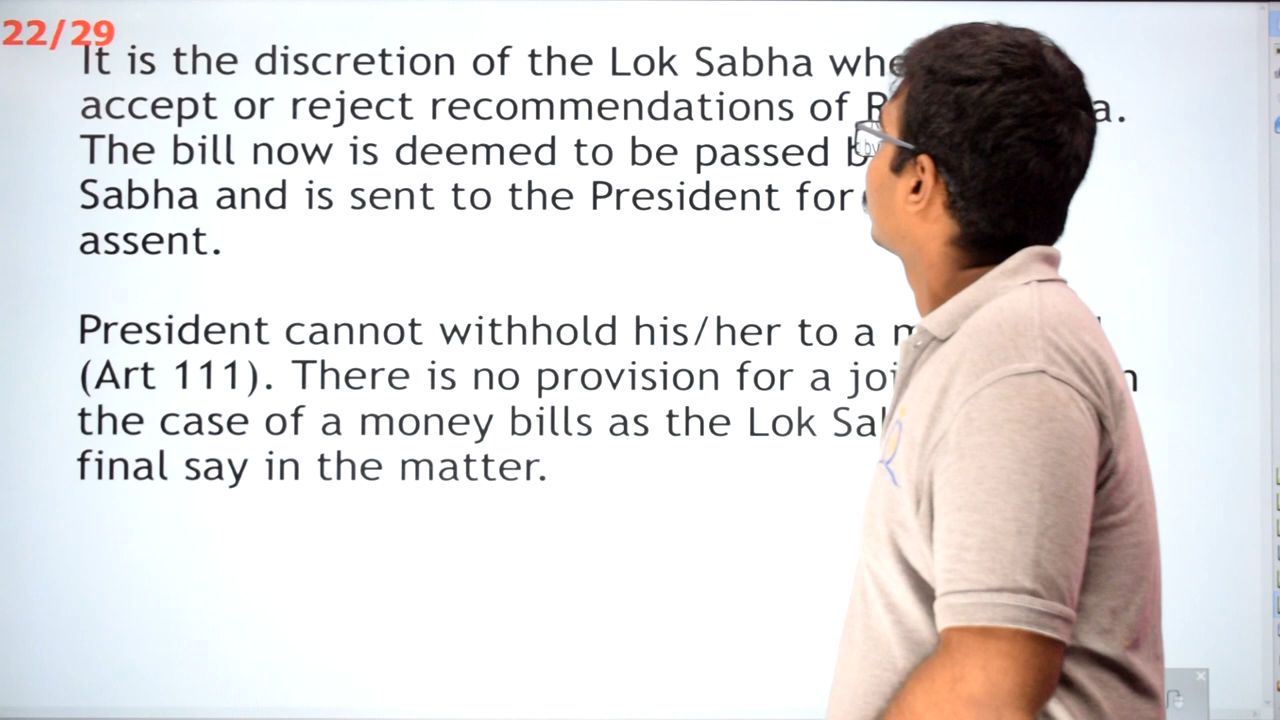 22/29
It is the discretion of the Lok Sabha
accept or reject recommendations of
The bill now is deemed to be passed
Sabha and is sent to the President for
assent.
President cannot withhold his/her to a
(Art 111). There is no provision for a
the case of a money bills as the Lok
final say in the matter.